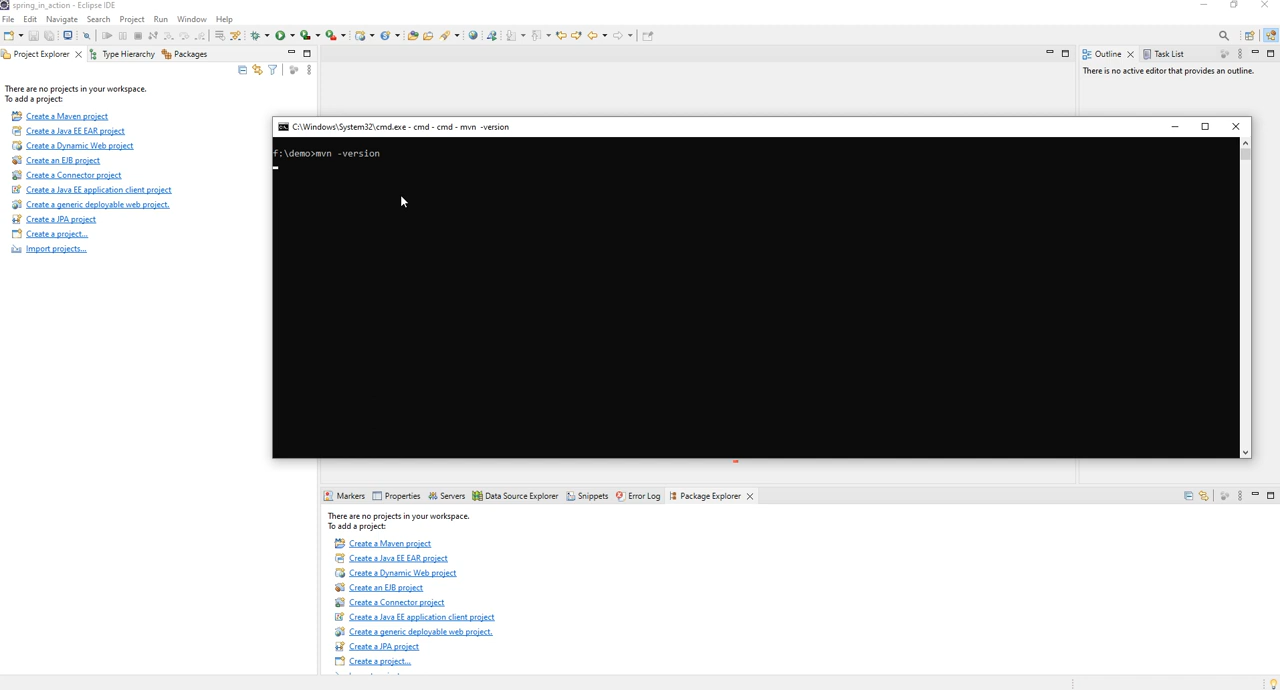 spring_in_action - Eclipse IDE
File Edit Navigate Search Project Run Window Help
Project Explorer Type Hierarchy Packages
There are no projects in your workspace.
To add a project:
Create a Maven project
Create a Java EE EAR project
Create a Dynamic Web project
Create an EJB project
Create a Connector project
Create a Java EE application client project
Create a generic deployable web project.
Create a JPA project
Create a project...
Import projects...
C:\Windows\System32\cmd.exe - cmd - cmd - mvn -version
f:\demo>mvn -version
Outline Task List
There is no active editor that provides an outline.
Markers Properties Servers Data Source Explorer Snippets Error Log Package Explorer
There are no projects in your workspace.
To add a project:
Create a Maven project
Create a Java EE EAR project
Create a Dynamic Web project
Create an EJB project
Create a Connector project
Create a Java EE application client project
Create a generic deployable web project.
Create a JPA project
Create a project...